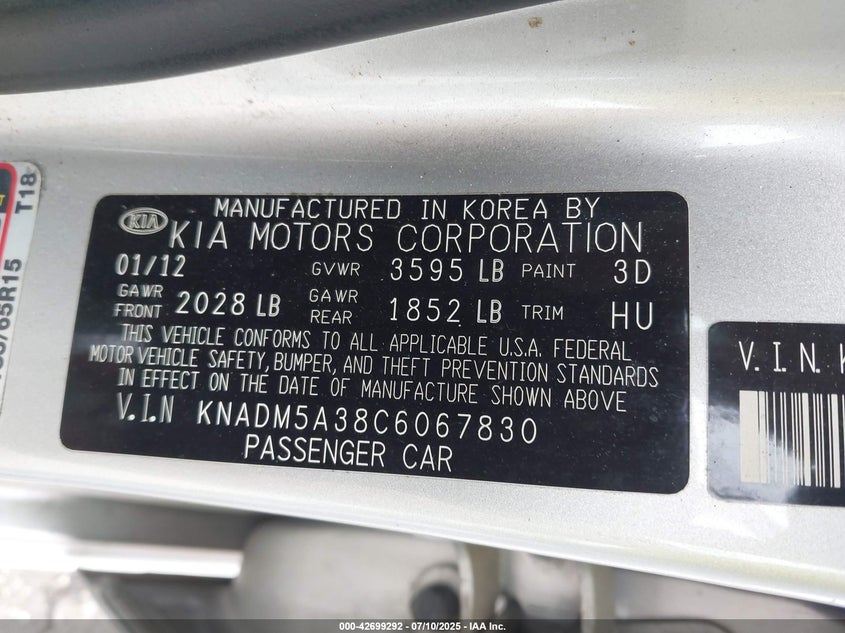 MANUFACTURED IN KOREA BY
KIA KIA MOTORS CORPORATION
01/12 GVWR 3595 LB PAINT 3D
GAWR FRONT 2028 LB GAWR REAR 1852 LB TRIM HU
THIS VEHICLE CONFORMS TO ALL APPLICABLE U.S.A. FEDERAL
MOTOR VEHICLE SAFETY, BUMPER, AND THEFT PREVENTION STANDARDS
IN EFFECT ON THE DATE OF MANUFACTURE SHOWN ABOVE
V.I.N KNADM5A38C6067830
PASSENGER CAR
T18
/65R15
V.I.N. K
000-42699292 - 07/10/2025 - IAA Inc.